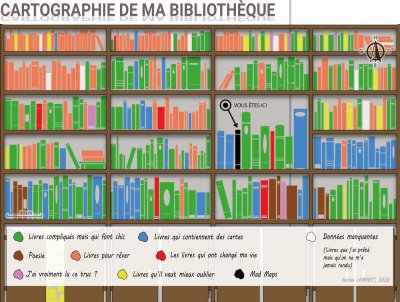 CARTOGRAPHIE DE MA BIBLIOTHÈQUE
VOUS ÊTES ICI
Livres compliqués mais qui font chic
Livres qui contiennent des cartes
Données manquantes
(Livres que j'ai prêté
mais qu'on ne m'a
jamais rendu)
Poesie
Livres pour rêver
Les livres qui ont changé ma vie
J'ai vraiment lu ce truc ?
Livres qu'il vaut mieux oublier
Mad Maps
Nicolas LAMBERT, 2020